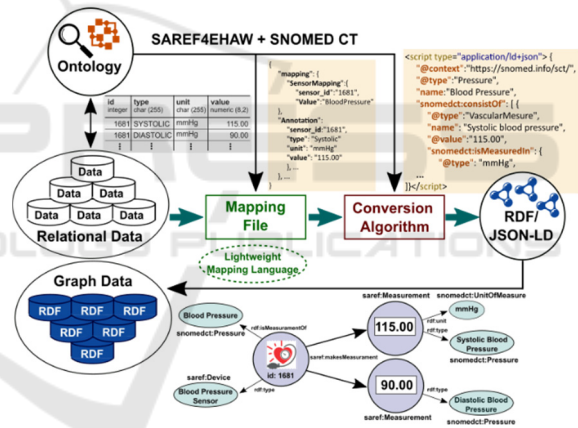 SAREF4EHAW + SNOMED CT
Ontology
id type unit value
integer char (255) char (255) numeric (8,2)
1681 SYSTOLIC mmHg 115.00
1681 DIASTOLIC mmHg 90.00
{
"mapping": {
"SensorMapping":{
"sensor_id":"1681",
"Value":"BloodPressure"
},
"Annotation":
"sensor_id:"1681",
"type": "Systolic"
"unit": "mmHg"
"value": "115.00"
}, ...
}, ...
}
<script type="application/ld+json"> {
"@context":"https://snomed.info/sct/",
"@type":"Pressure",
"name:"Blood Pressure",
"snomedct:consistOf": [ {
"@type":"VascularMesure",
"name": "Systolic blood pressure",
"@value":"115.00",
"snomedct:isMeasuredIn": {
"@type": "mmHg",
...
]}</script>
Data
Data Data
Data Data Data
Relational Data
Mapping
File
Conversion
Algorithm
RDF/
JSON-LD
Lightweight
Mapping Language
Graph Data
RDF RDF RDF
RDF RDF
RDF
Blood Pressure
snomedct:Pressure
rdf:isMeasuramentOf
id: 1681
saref:makesMeasurament
saref:Device
Blood Pressure
Sensor
rdf:type
saref:Measurement
115.00
snomedct:UnitOfMeasure
mmHg
rdf:unit
rdf:type
Systolic Blood
Pressure
snomedct:Pressure
90.00
saref:Measurement
rdf:type
Diastolic Blood
Pressure
snomedct:Pressure